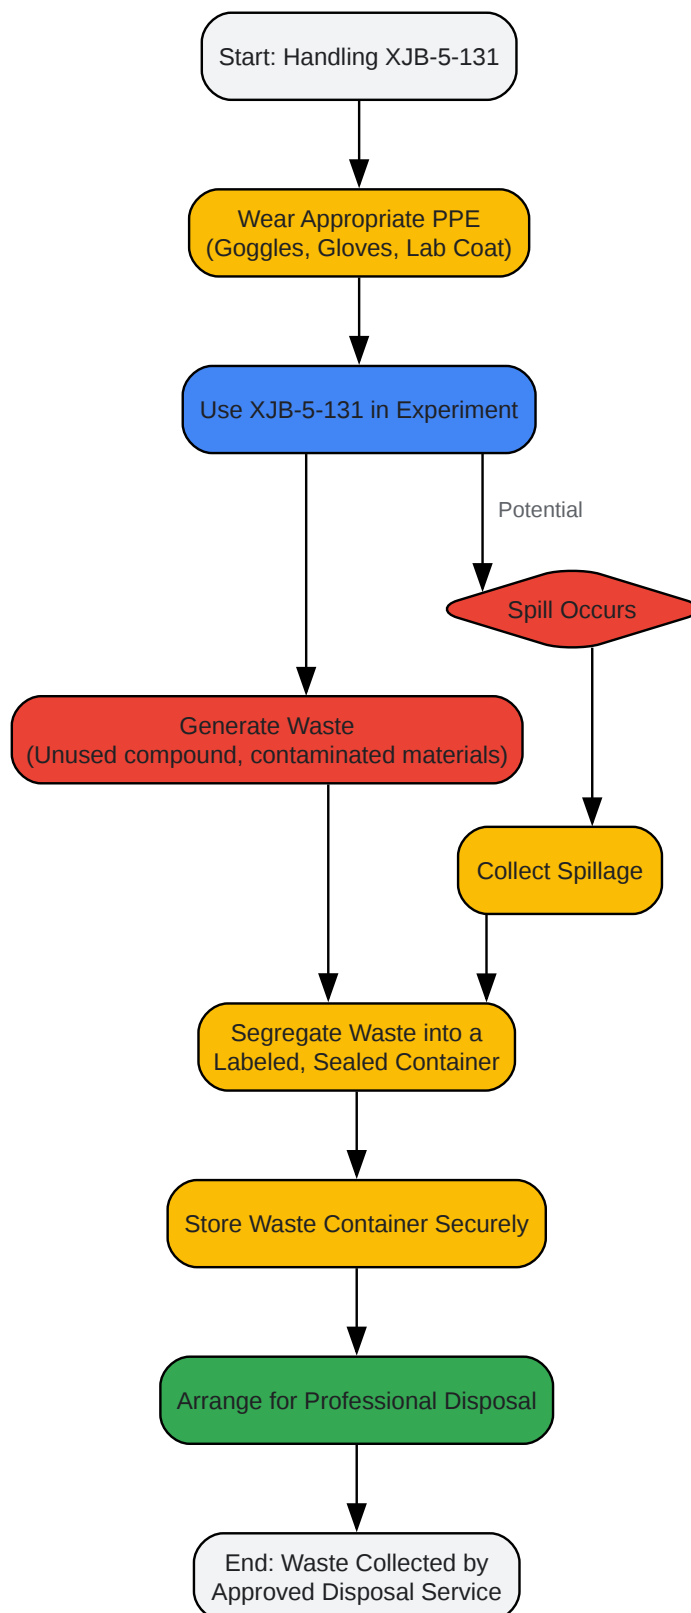 Start: Handling XJB-5-131
Wear Appropriate PPE
(Goggles, Gloves, Lab Coat)
Use XJB-5-131 in Experiment
Potential
Spill Occurs
Generate Waste
(Unused compound, contaminated materials)
Collect Spillage
Segregate Waste into a
Labeled, Sealed Container
Store Waste Container Securely
Arrange for Professional Disposal
End: Waste Collected by
Approved Disposal Service